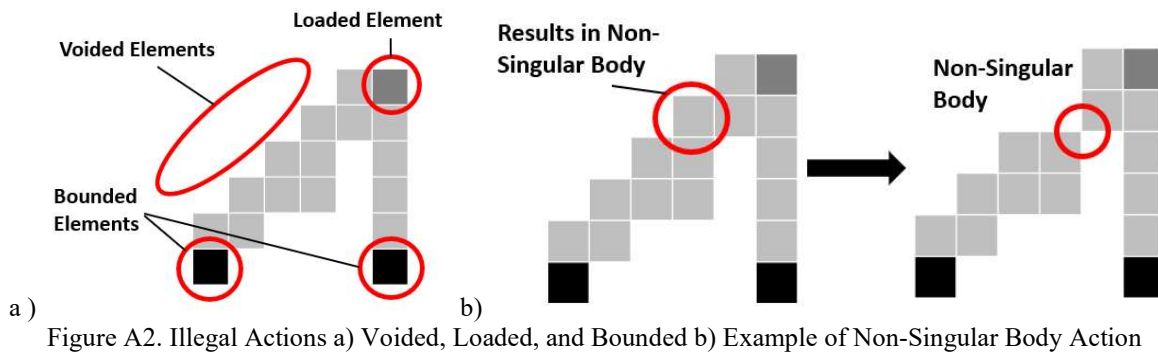 Loaded Element
Voided Elements
Bounded
Elements
a )
Results in Non-
Singular Body
Non-Singular
Body
b)
Figure A2. Illegal Actions a) Voided, Loaded, and Bounded b) Example of Non-Singular Body Action